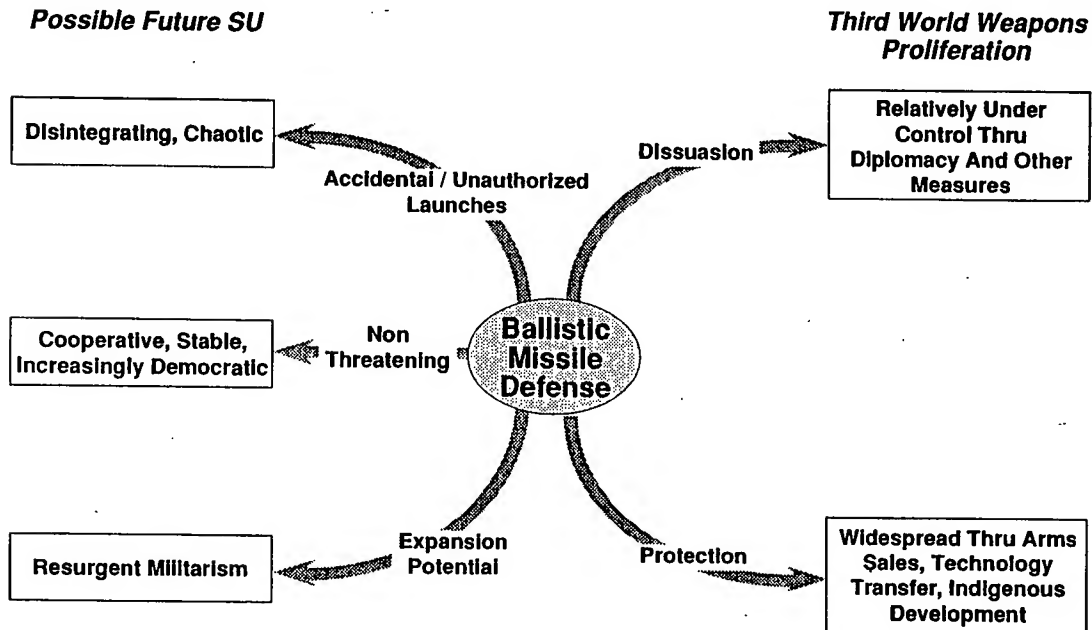 Possible Future SU
Third World Weapons
Proliferation
Disintegrating, Chaotic
Accidental / Unauthorized
Launches
Dissuasion
Relatively Under
Control Thru
Diplomacy And Other
Measures
Cooperative, Stable,
Increasingly Democratic
Non
Threatening
Ballistic
Missile
Defense
Resurgent Militarism
Expansion
Potential
Protection
Widespread Thru Arms
Sales, Technology
Transfer, Indigenous
Development